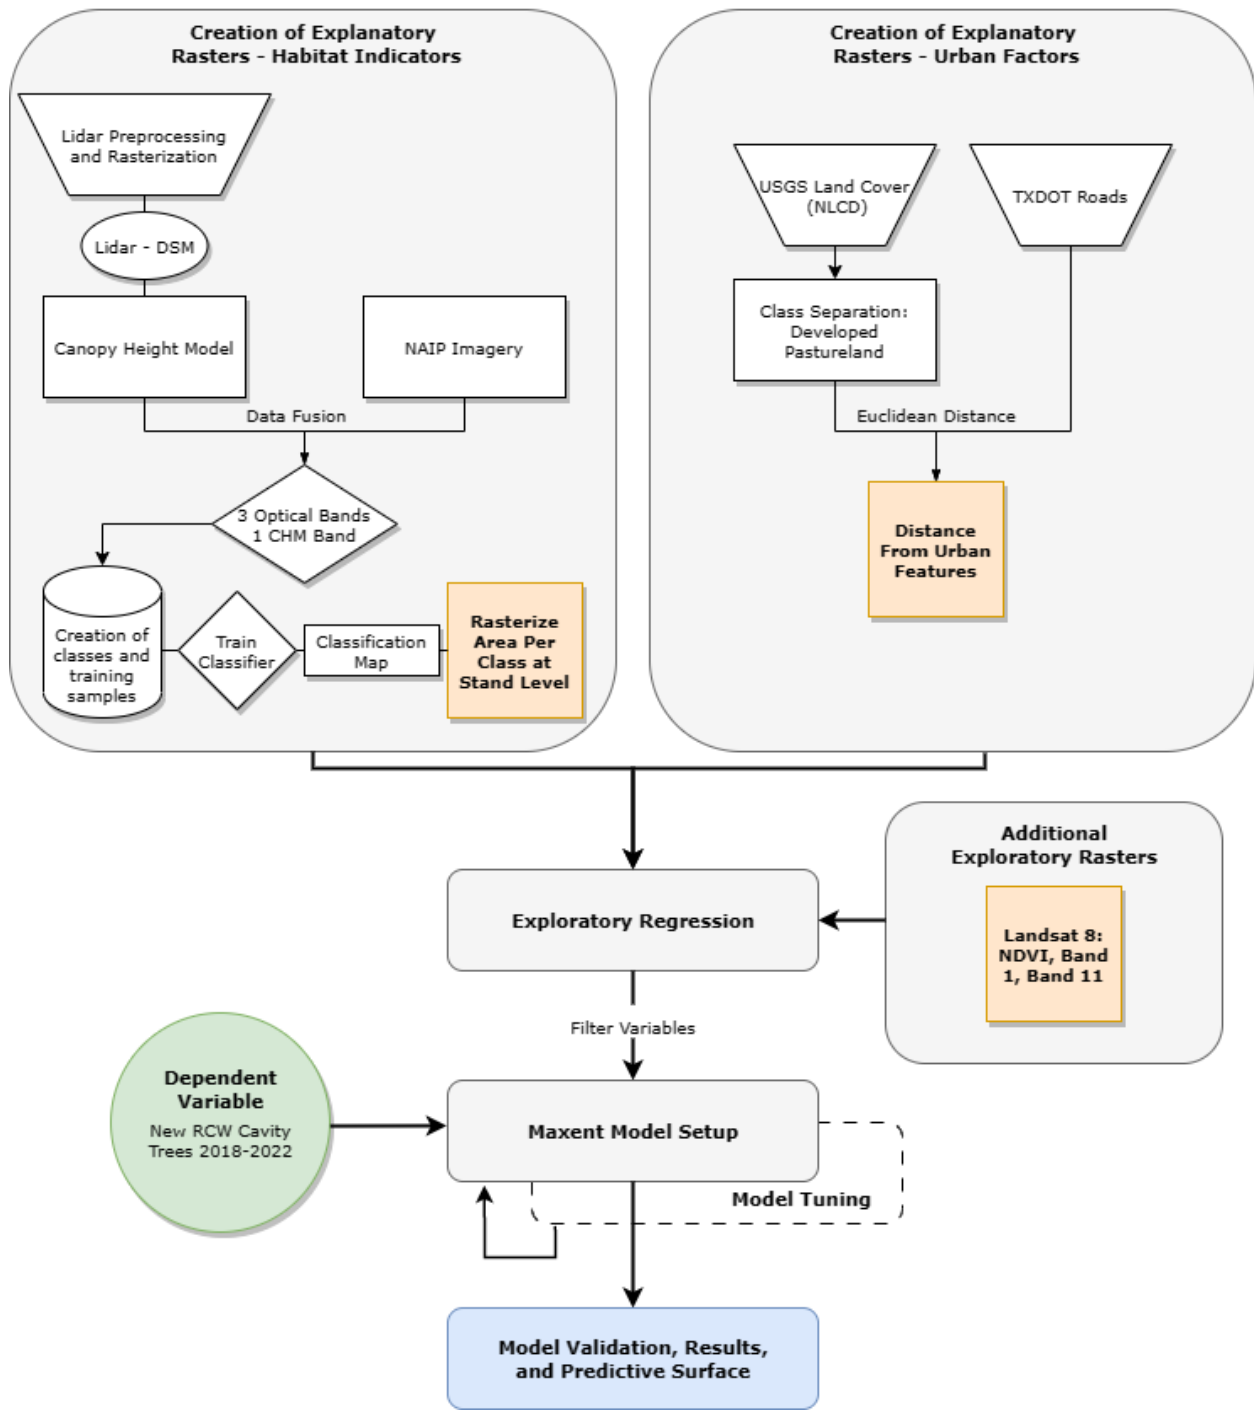 Creation of Explanatory
Rasters - Habitat Indicators
Lidar Preprocessing
and Rasterization
Lidar - DSM
Canopy Height Model
NAIP Imagery
Data Fusion
3 Optical Bands
1 CHM Band
Creation of
classes and
training
samples
Train
Classifier
Classification
Map
Rasterize
Area Per
Class at
Stand Level
Creation of Explanatory
Rasters - Urban Factors
USGS Land Cover
(NLCD)
TXDOT Roads
Class Separation:
Developed
Pastureland
Euclidean Distance
Distance
From Urban
Features
Additional
Exploratory Rasters
Landsat 8:
NDVI, Band
1, Band 11
Exploratory Regression
Filter Variables
Dependent
Variable
New RCW Cavity
Trees 2018-2022
Maxent Model Setup
Model Tuning
Model Validation, Results,
and Predictive Surface